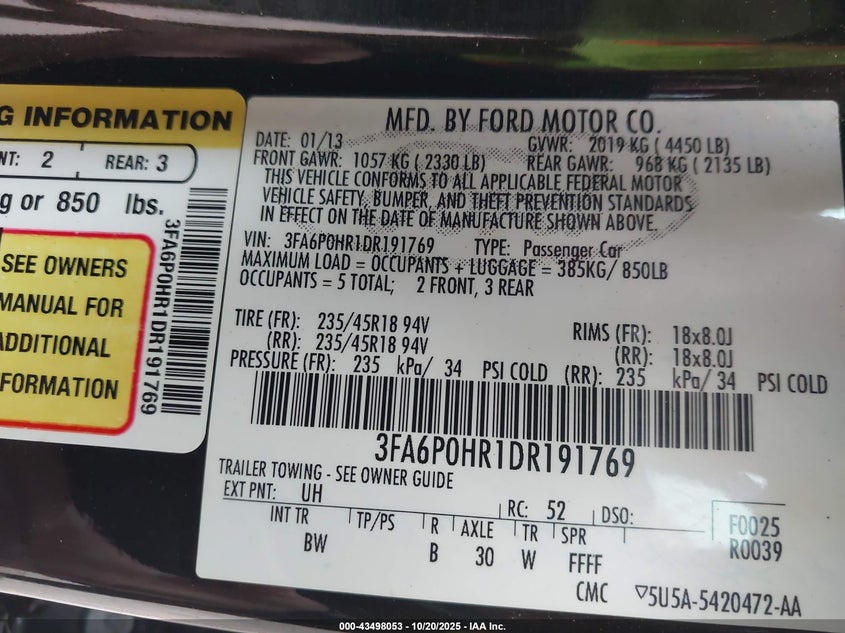 G INFORMATION
NT: 2 REAR: 3
g or 850 lbs.
SEE OWNERS
MANUAL FOR
ADDITIONAL
NFORMATION
3FA6P0HR1DR191769
MFD. BY FORD MOTOR CO.
DATE: 01/13 GVWR: 2019 KG ( 4450 LB)
FRONT GAWR: 1057 KG ( 2330 LB) REAR GAWR: 968 KG ( 2135 LB)
THIS VEHICLE CONFORMS TO ALL APPLICABLE FEDERAL MOTOR
VEHICLE SAFETY, BUMPER, AND THEFT PREVENTION STANDARDS
IN EFFECT ON THE DATE OF MANUFACTURE SHOWN ABOVE.
VIN: 3FA6P0HR1DR191769 TYPE: Passenger Car
MAXIMUM LOAD = OCCUPANTS + LUGGAGE = 385KG/ 850LB
OCCUPANTS = 5 TOTAL; 2 FRONT, 3 REAR
TIRE (FR): 235/45R18 94V RIMS (FR): 18x8.0J
(RR): 235/45R18 94V (RR): 18x8.0J
PRESSURE (FR): 235 kPa/ 34 PSI COLD (RR): 235 kPa/ 34 PSI COLD
3FA6P0HR1DR191769
TRAILER TOWING - SEE OWNER GUIDE
EXT PNT: UH RC: 52 DSO: F0025
INT TR TP/PS R AXLE TR SPR R0039
BW B 30 W FFFF
CMC ▽5U5A-5420472-AA
000-43498053 - 10/20/2025 - IAA Inc.